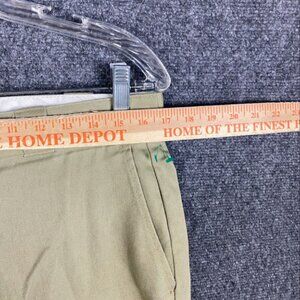 11 12 13 14 15 16 17 18 19 20 21 22
HOME DEPOT HOME OF THE FINEST